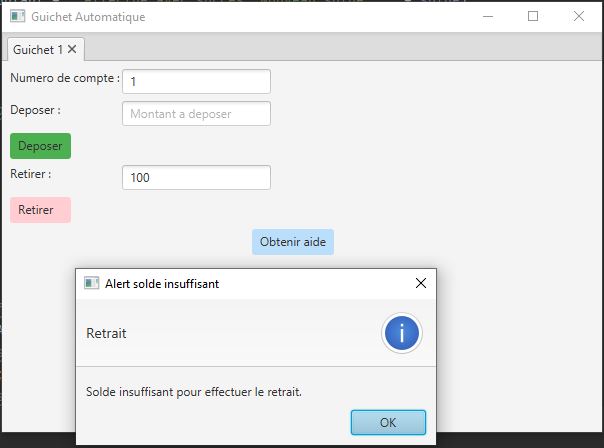 Guichet Automatique
Guichet 1
Numero de compte : 1
Deposer : Montant a deposer
Deposer
Retirer : 100
Retirer
Obtenir aide
Alert solde insuffisant
Retrait
Solde insuffisant pour effectuer le retrait.
OK